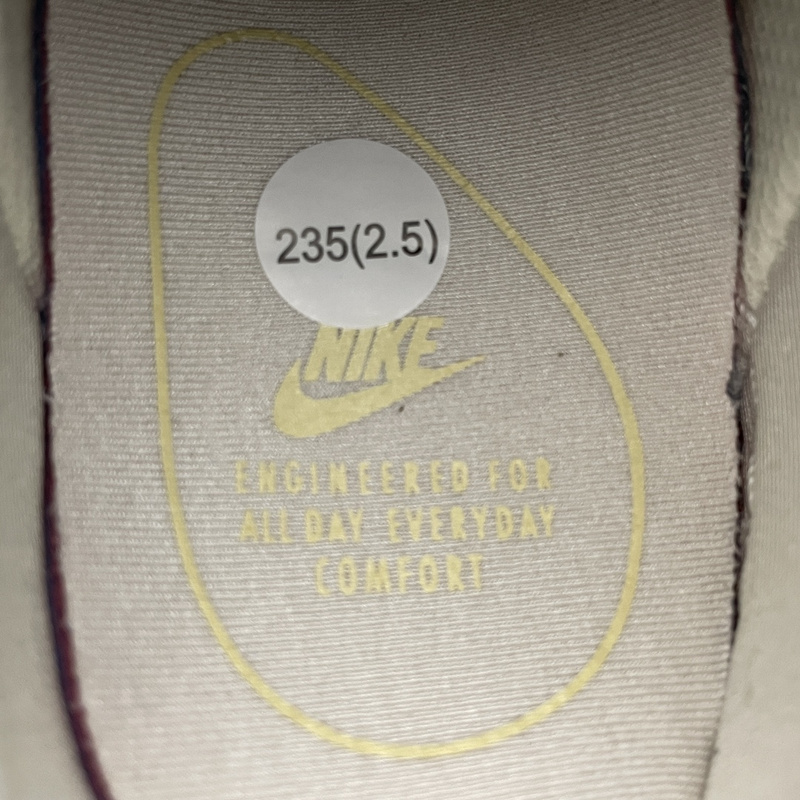 235(2.5)
NIKE
ENGINEERED FOR
ALL DAY EVERYDAY
COMFORT